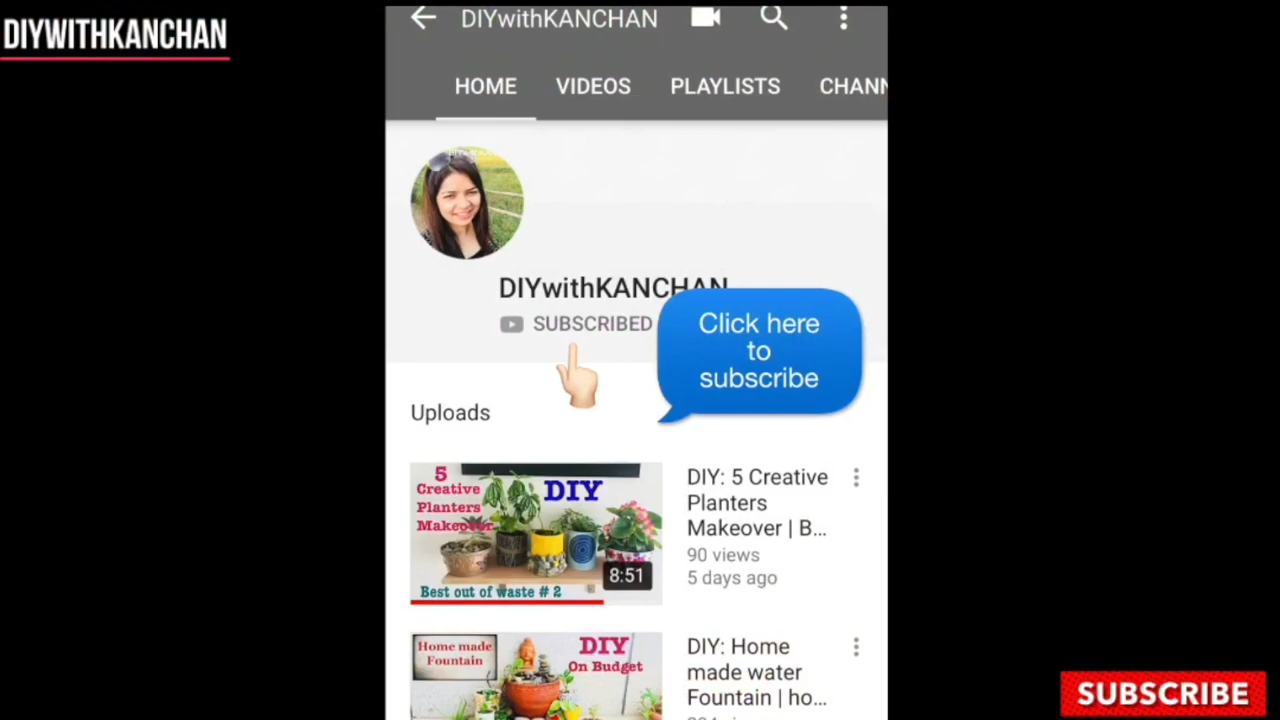 DIYWITHKANCHAN
DIYwithKANCHAN
HOME VIDEOS PLAYLISTS CHANN
DIYwithKANCHAN
SUBSCRIBED
Click here
to
subscribe
Uploads
5
Creative
Planters
Makeover
DIY
8:51
Best out of waste # 2
DIY: 5 Creative
Planters
Makeover | B...
90 views
5 days ago
Home made
Fountain
DIY
On Budget
DIY: Home
made water
Fountain | ho...
SUBSCRIBE